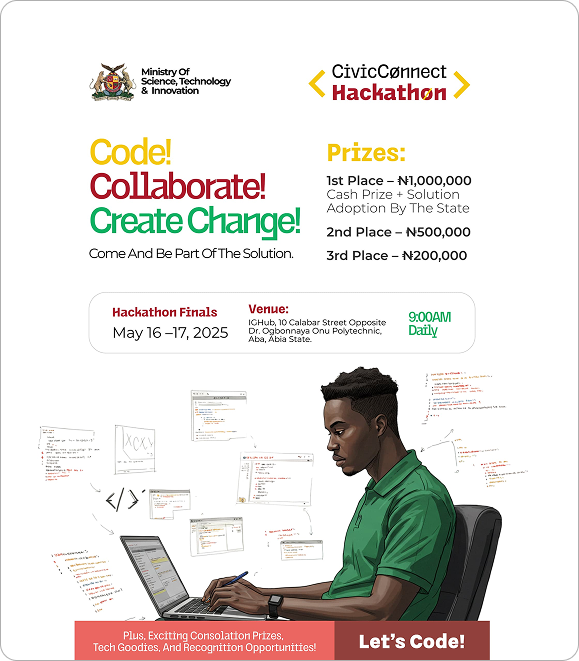 Ministry Of
Science, Technology
& Innovation
CivicCønnect
Hackathøn
Code!
Collaborate!
Create Change!
Come And Be Part Of The Solution.
Prizes:
1st Place – ₦1,000,000
Cash Prize + Solution
Adoption By The State
2nd Place – ₦500,000
3rd Place – ₦200,000
Hackathon Finals
May 16 –17, 2025
Venue:
IGHub, 10 Calabar Street Opposite
Dr. Ogbonnaya Onu Polytechnic,
Aba, Abia State.
9:00AM
Daily
</>
Plus, Exciting Consolation Prizes,
Tech Goodies, And Recognition Opportunities!
Let's Code!